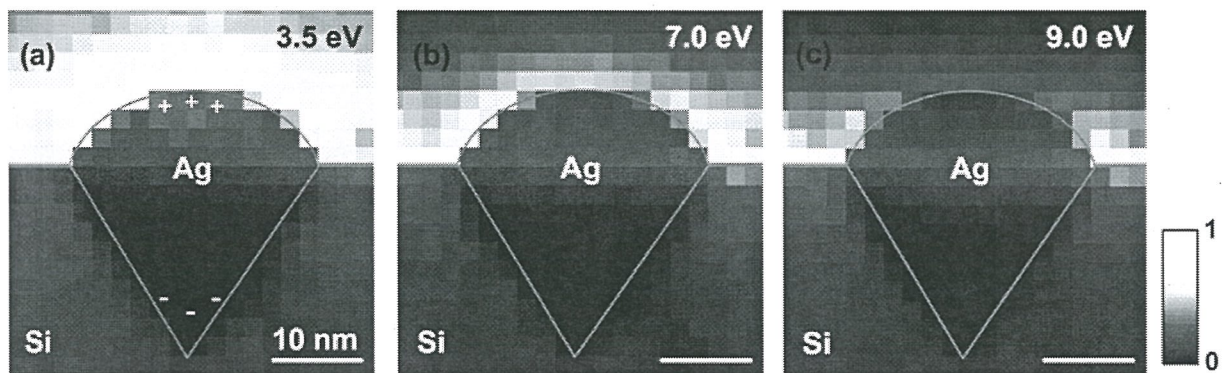 (a) 3.5 eV
+ + +
Ag
- - -
Si 10 nm
(b) 7.0 eV
Ag
Si
(c) 9.0 eV
Ag
Si
1
0